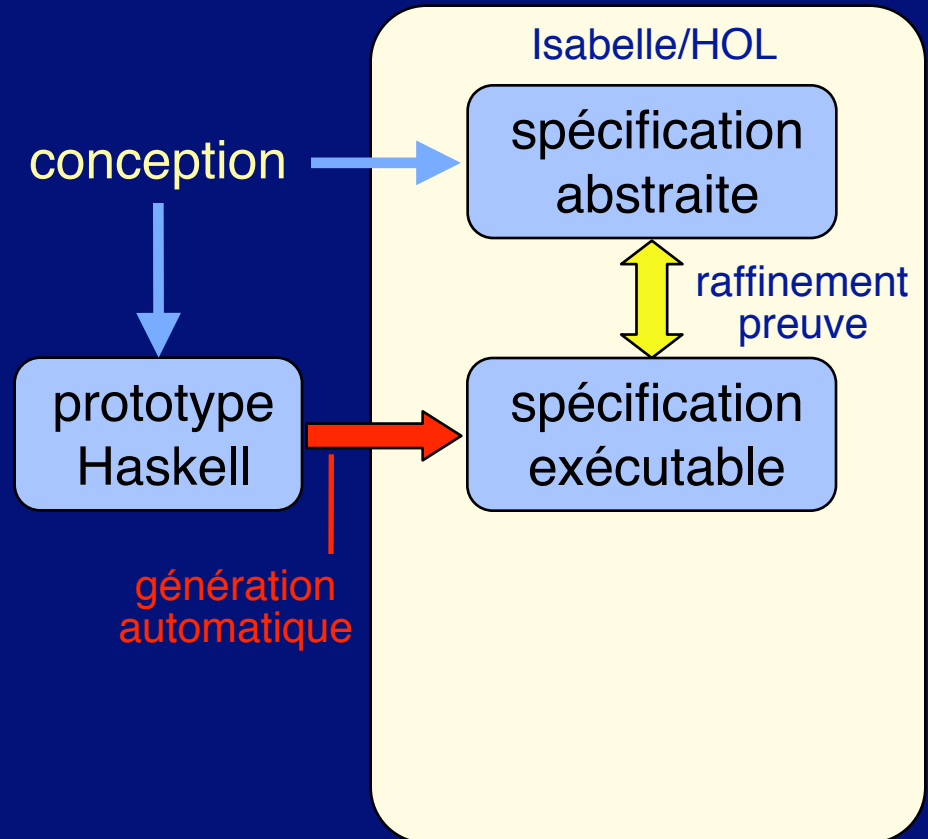 Isabelle/HOL
conception
spécification
abstraite
raffinement
preuve
prototype
Haskell
spécification
exécutable
génération
automatique